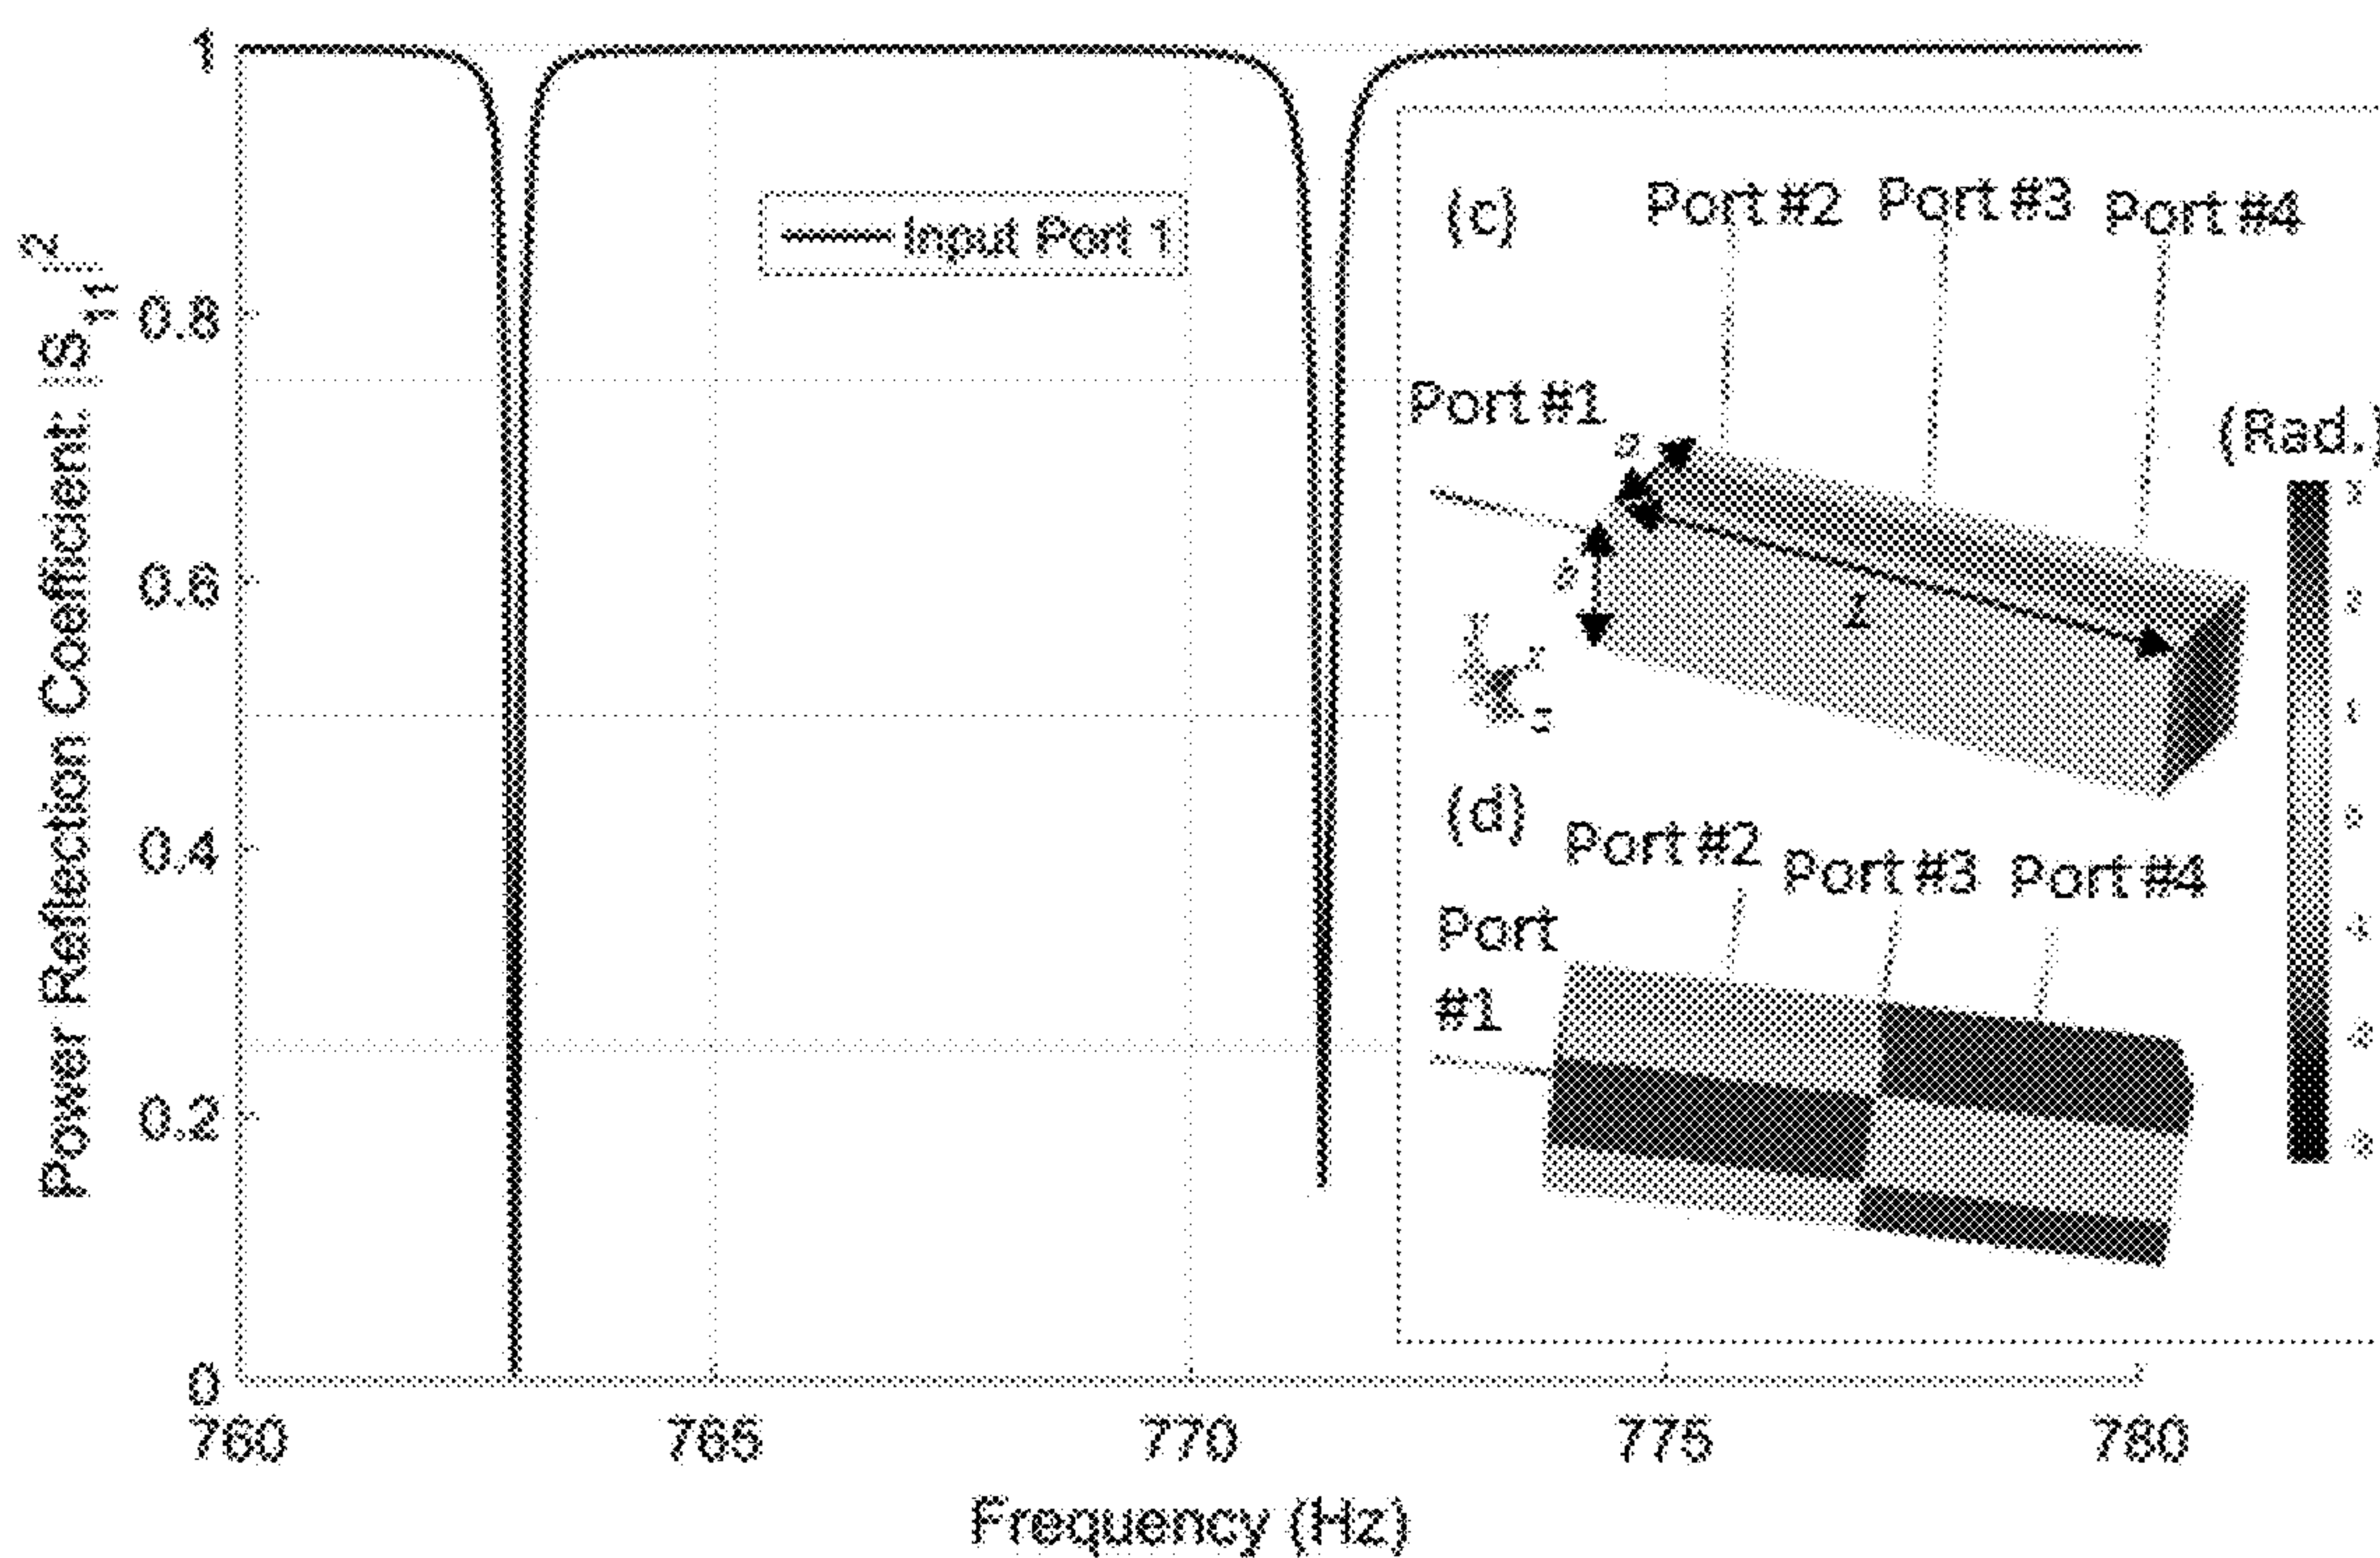 Power Reflection Coefficient: |S11|2
1
0.8
0.6
0.4
0.2
0
760
765
770
775
780
Frequency (Hz)
Input Port 1
(c)
Port #2
Port #3
Port #4
Port #1
a
a
(Rad.)
(d)
Port #2
Port #3
Port #4
Port
#1